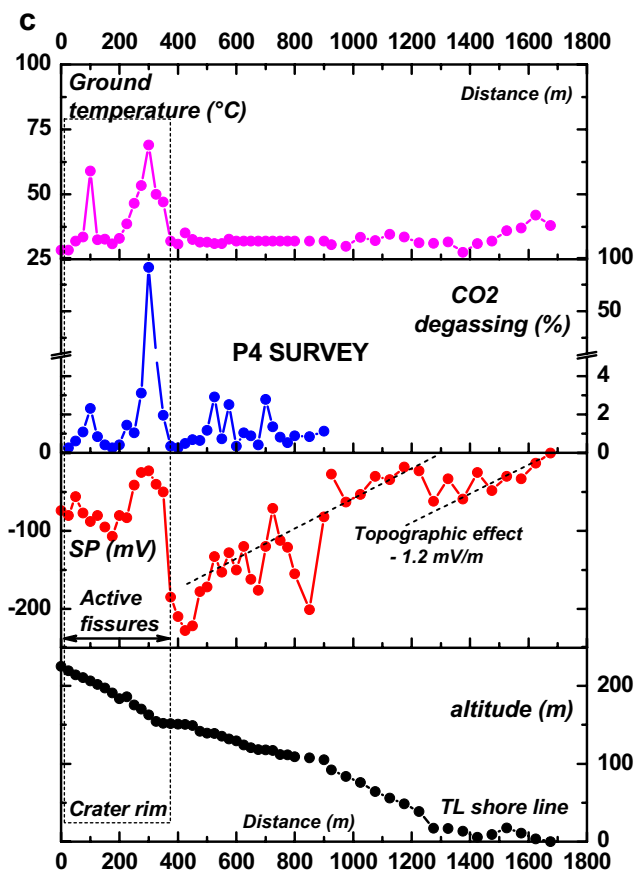 c
0 200 400 600 800 1000 1200 1400 1600 1800
100
75
50
25
Ground
temperature (°C)
Distance (m)
100
50
4
2
0
0
CO2
degassing (%)
P4 SURVEY
-100
-200
SP (mV)
Topographic effect
- 1.2 mV/m
Active
fissures
200
100
0
altitude (m)
Crater rim
Distance (m)
TL shore line
0 200 400 600 800 1000 1200 1400 1600 1800